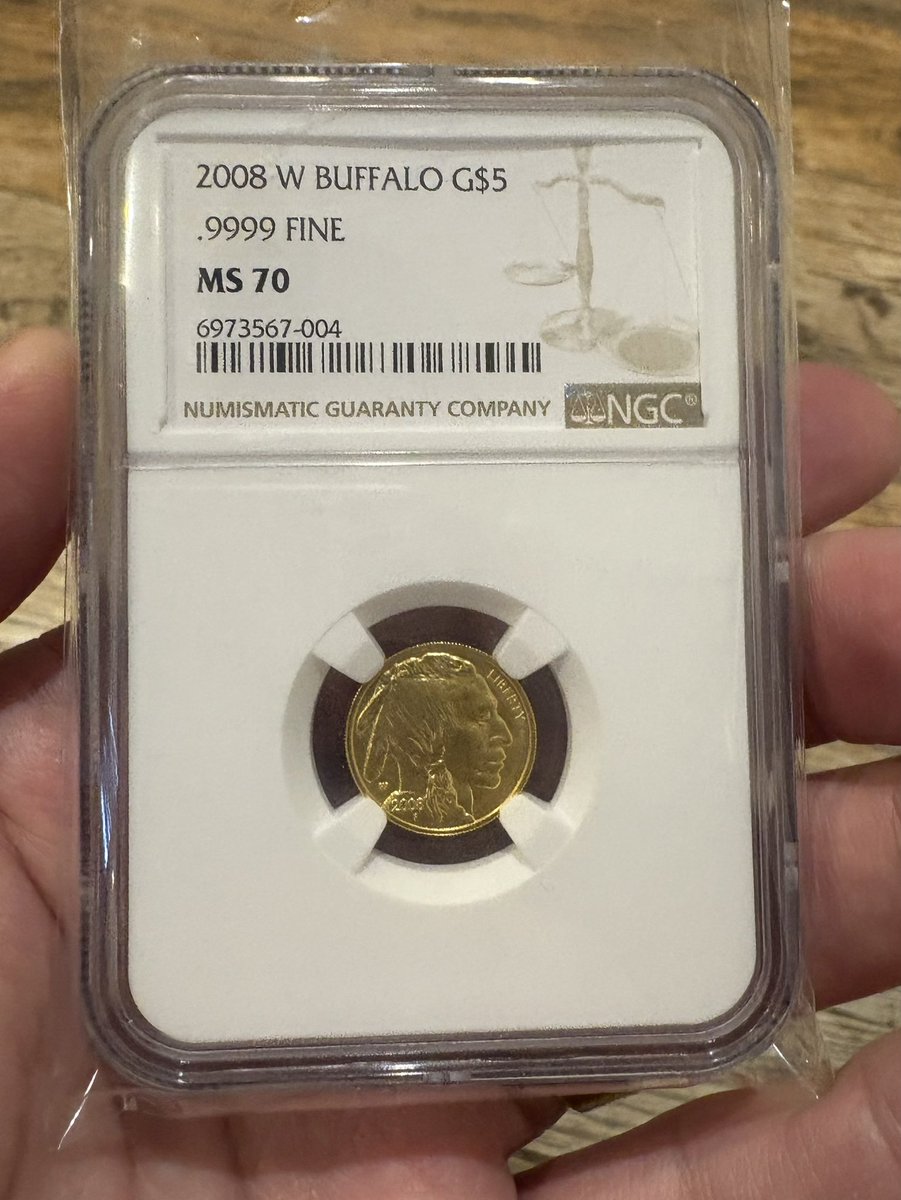 2008 W BUFFALO G$5
.9999 FINE
MS 70
6973567-004
NUMISMATIC GUARANTY COMPANY
NGC®
LIBERTY
2008
F